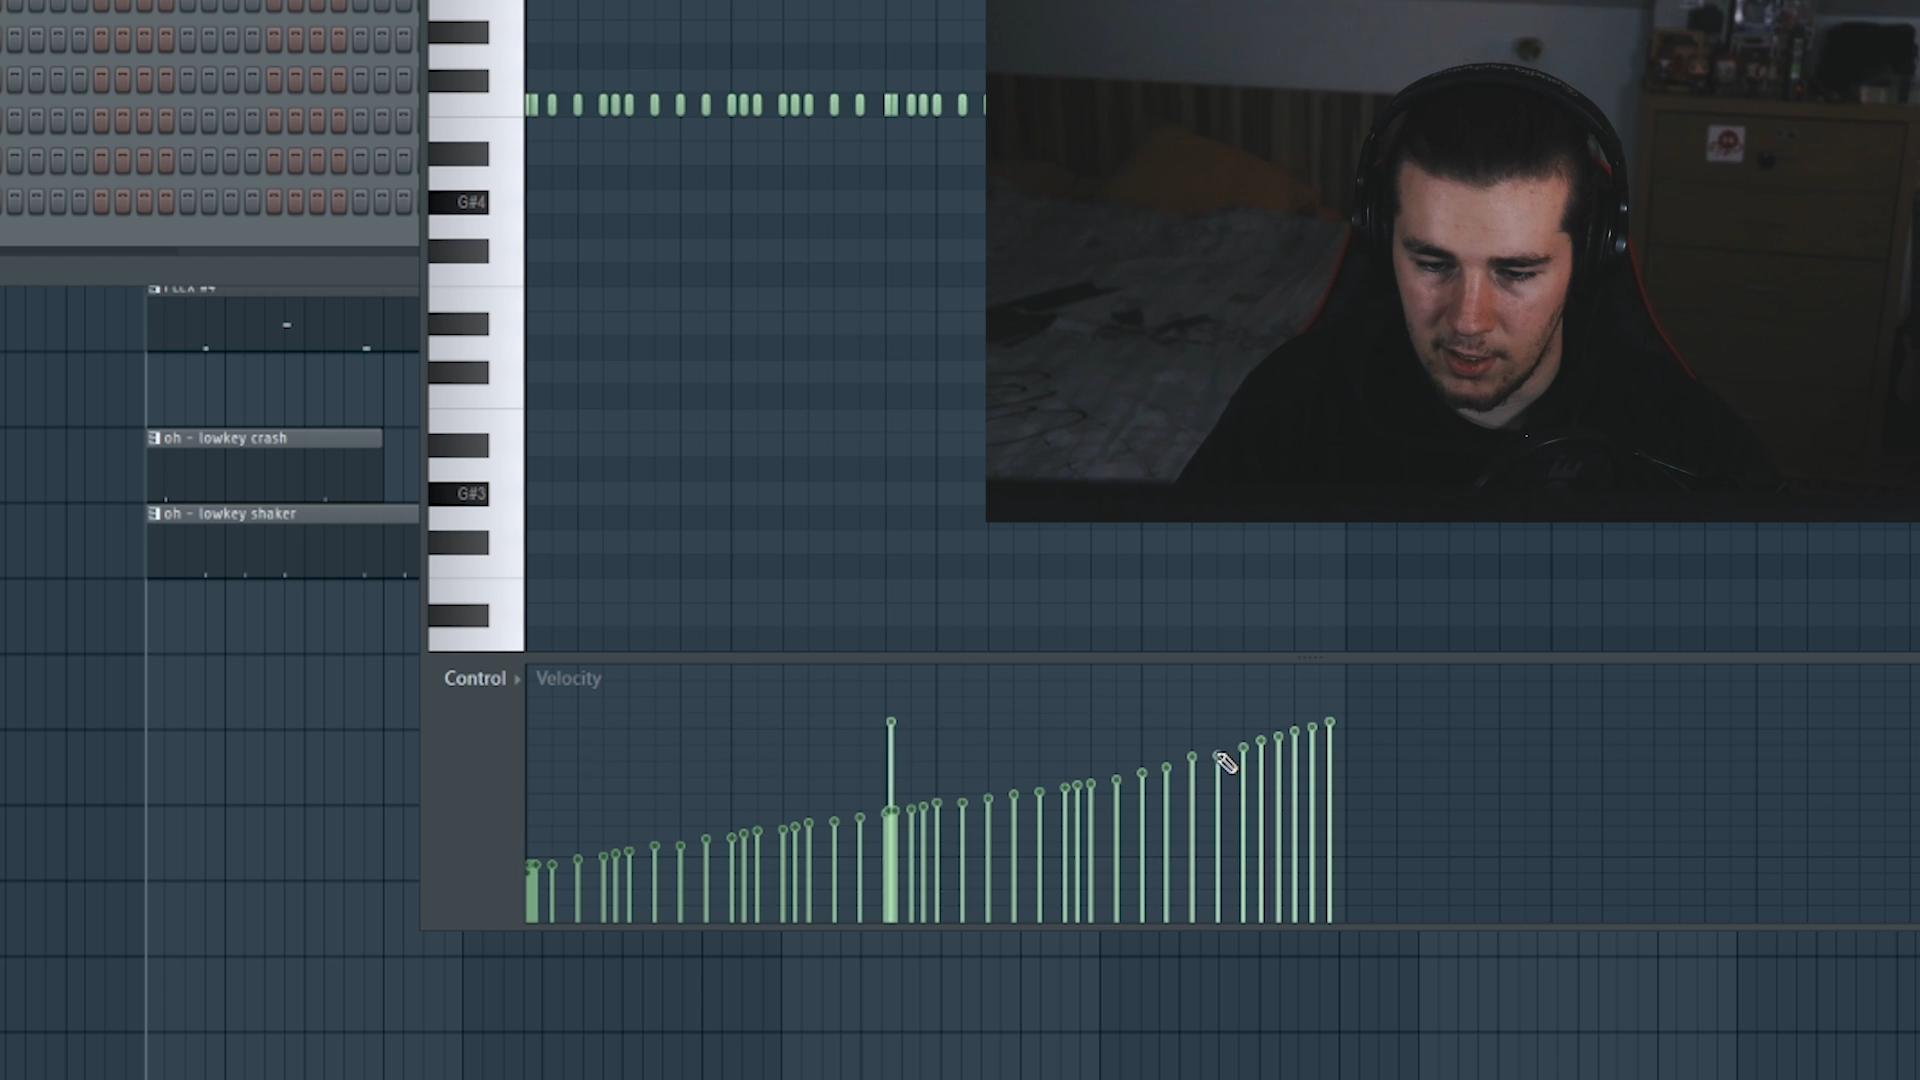 G#4
oh - lowkey crash
G#3
oh - lowkey shaker
Control
Velocity